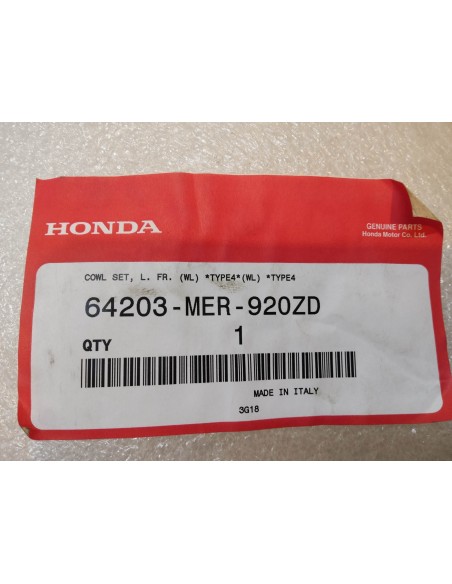 HONDA
GENUINE PARTS
Honda Motor Co., Ltd.
COWL SET, L. FR. (WL) *TYPE4*(WL) *TYPE4
64203-MER-920ZD
QTY 1
MADE IN ITALY
3G18